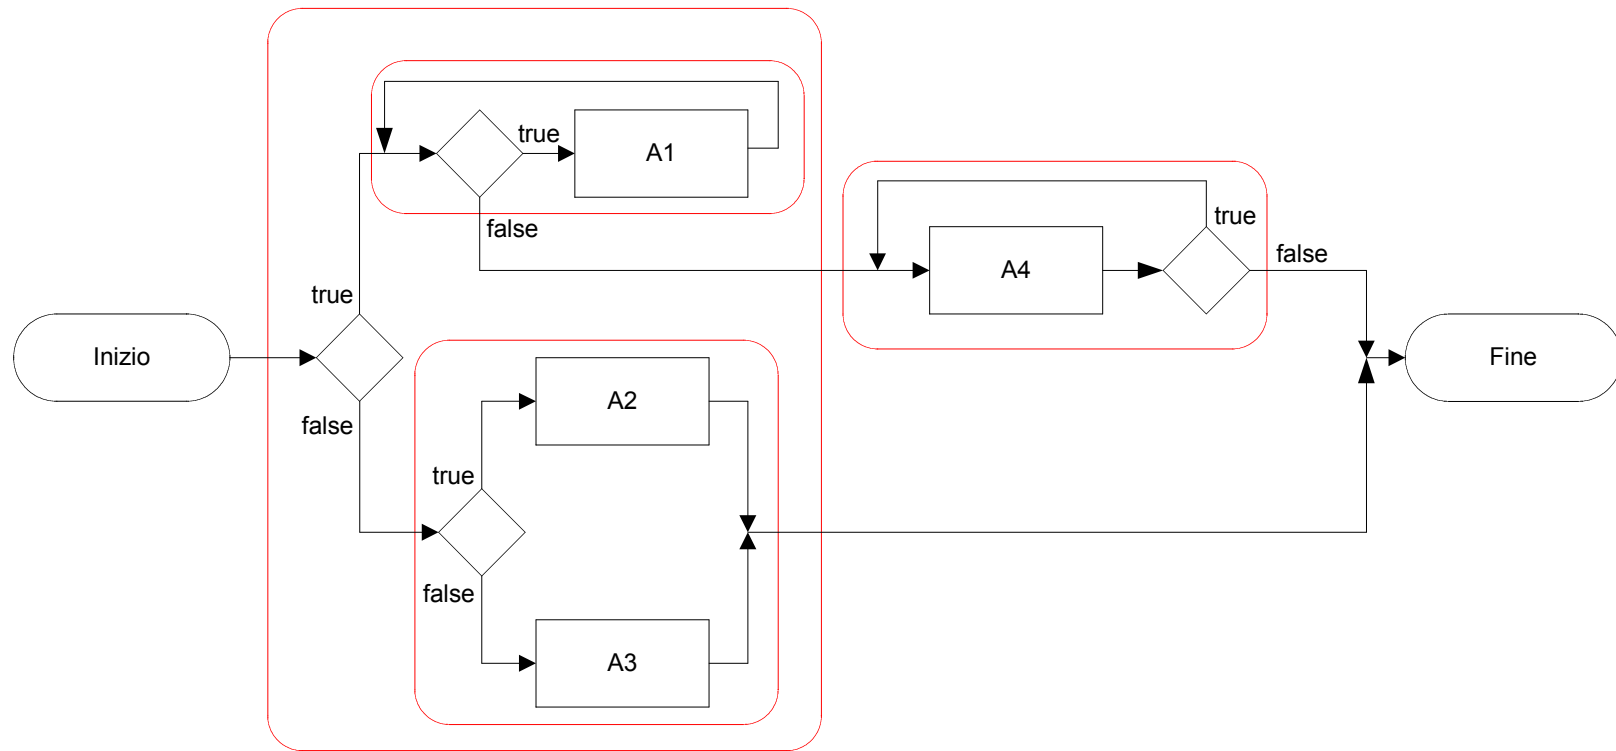 true
A1
false
true
A4
false
true
Inizio
Fine
false
A2
true
false
A3